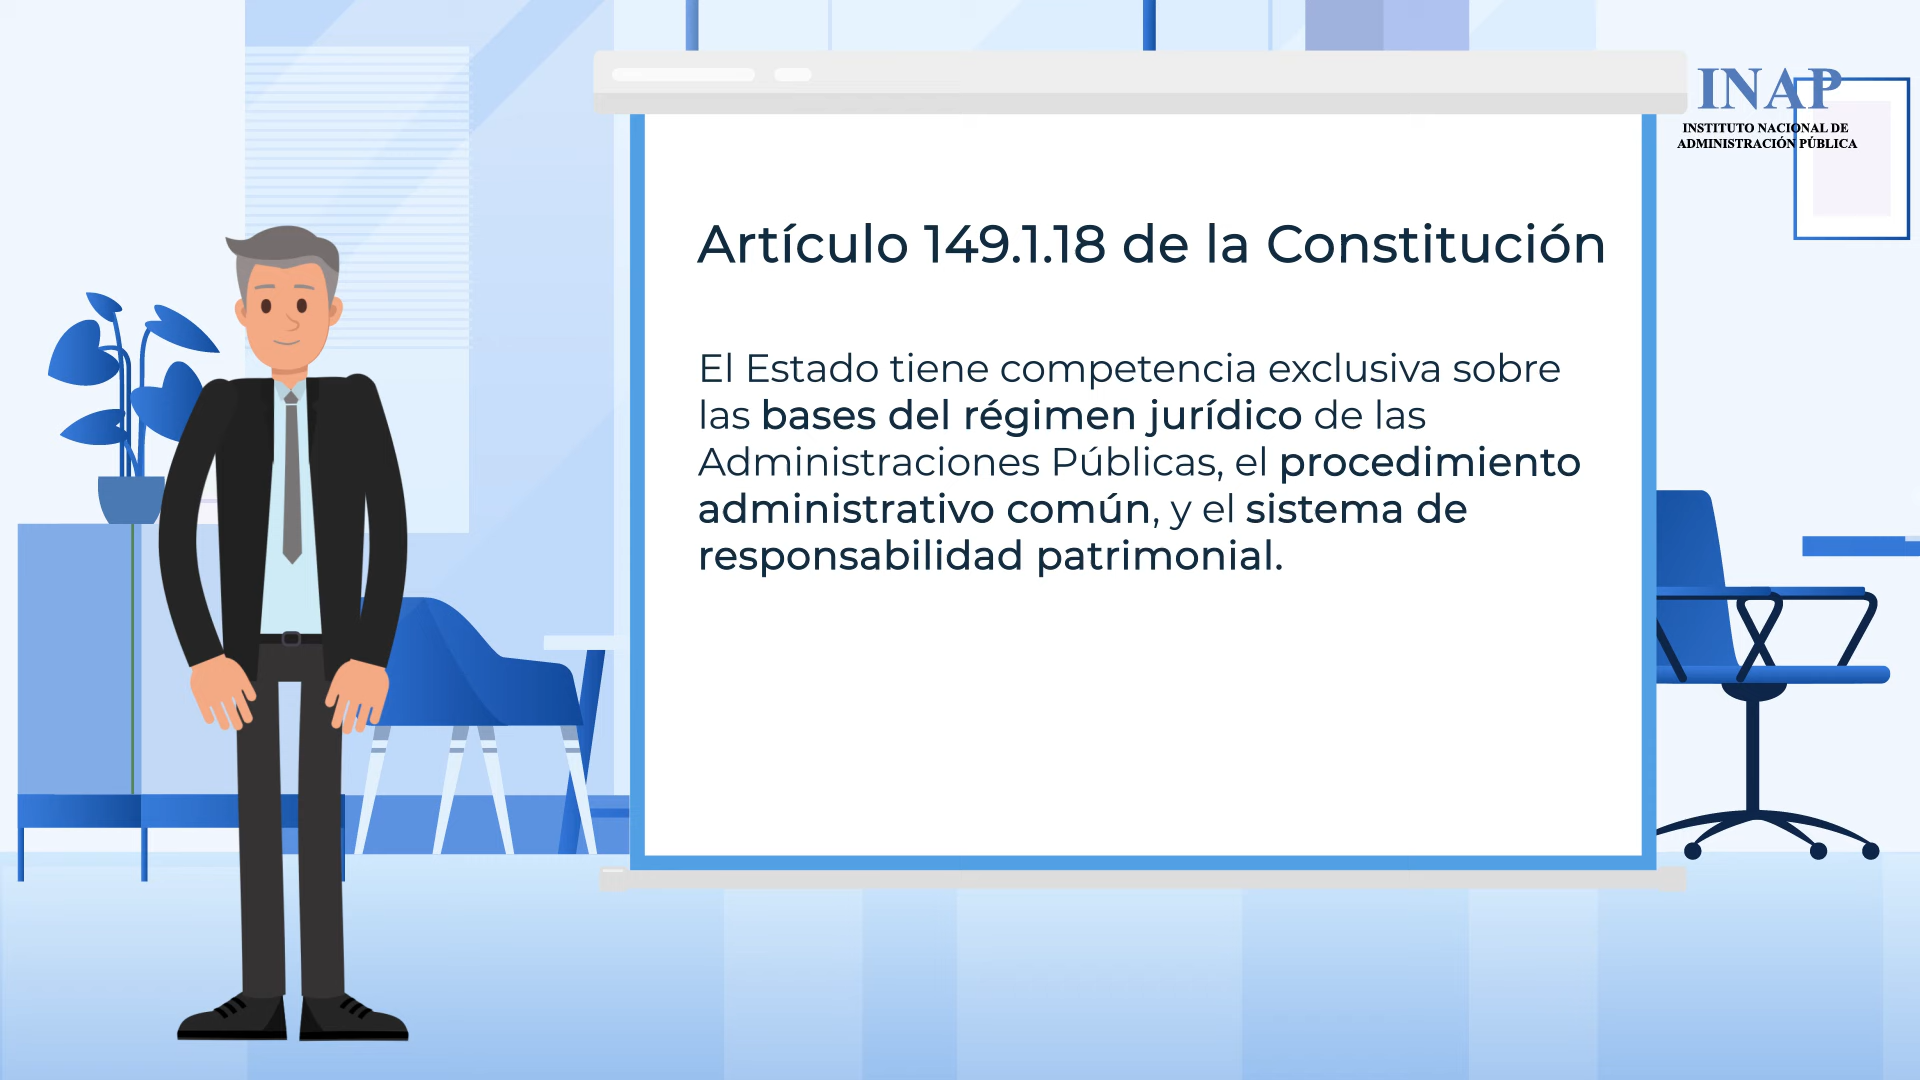 INAP
INSTITUTO NACIONAL DE
ADMINISTRACIÓN PÚBLICA
Artículo 149.1.18 de la Constitución
El Estado tiene competencia exclusiva sobre
las bases del régimen jurídico de las
Administraciones Públicas, el procedimiento
administrativo común, y el sistema de
responsabilidad patrimonial.